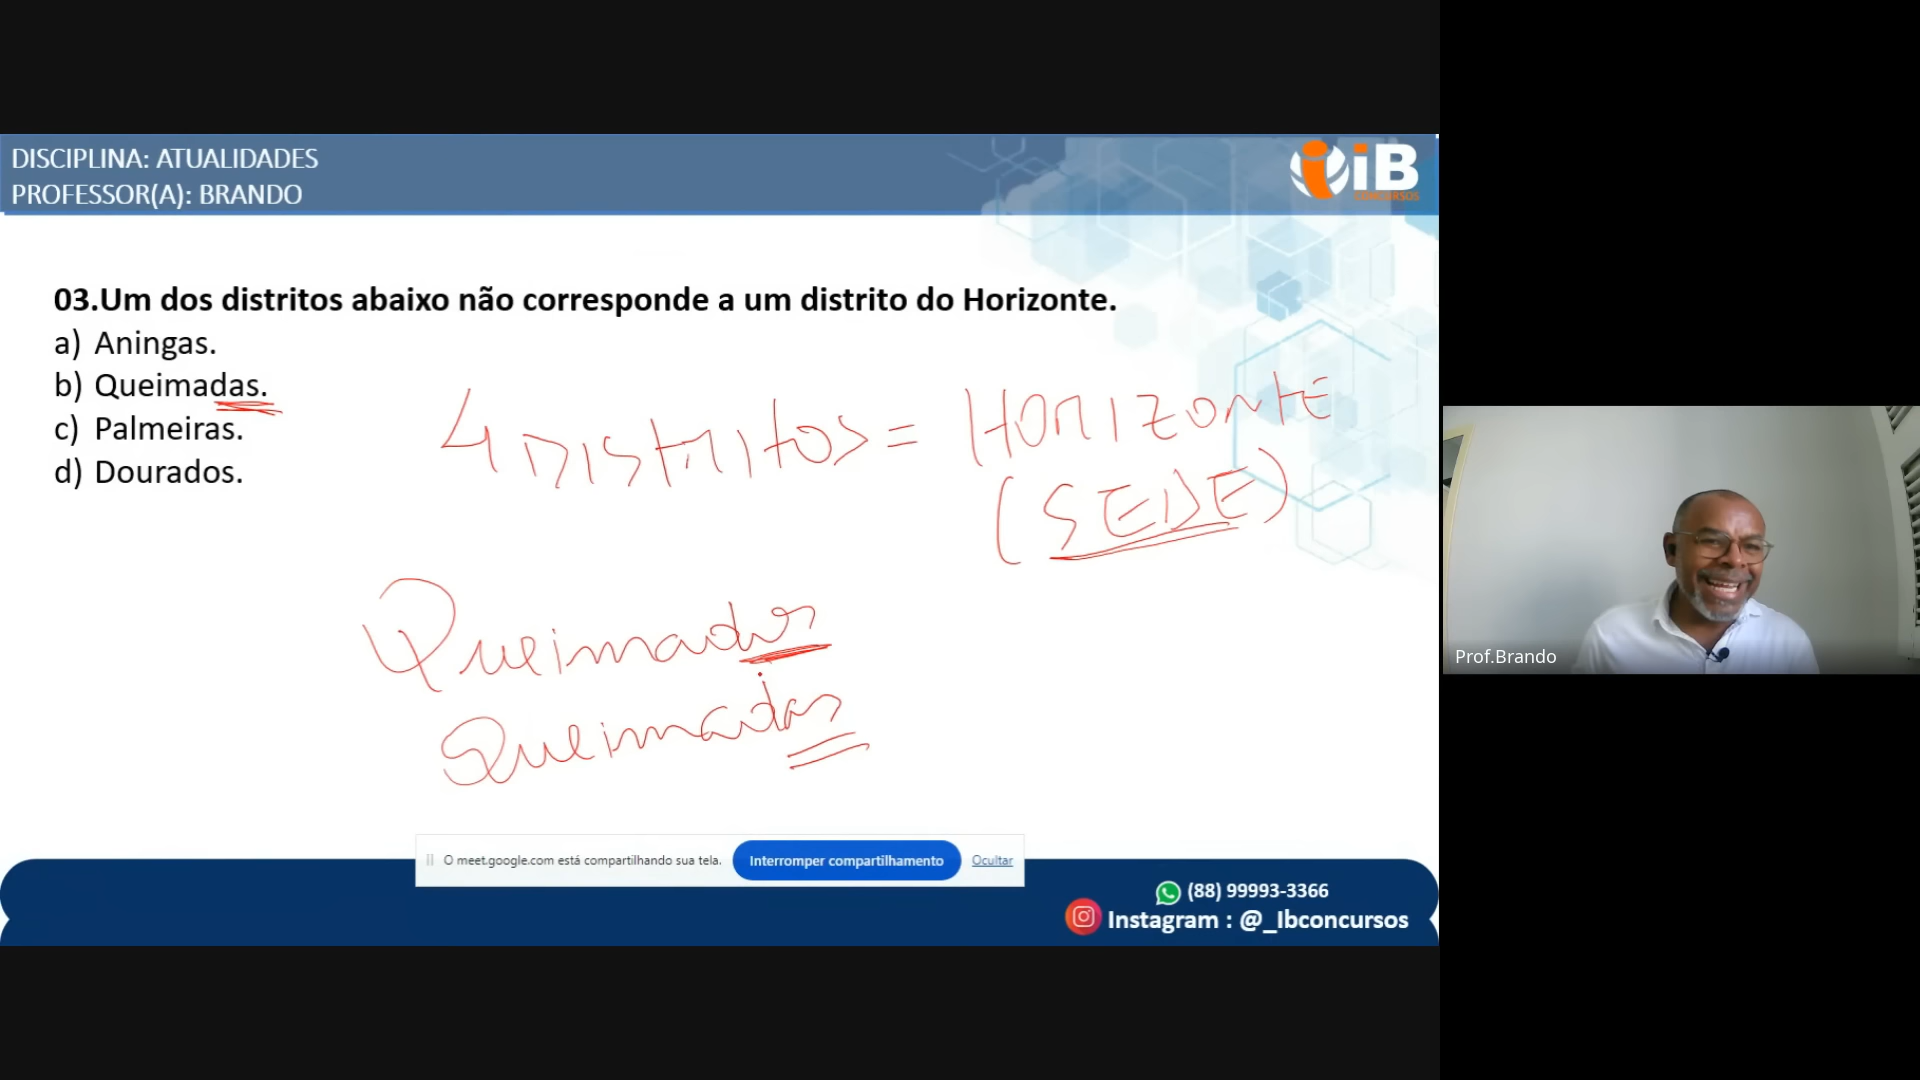 DISCIPLINA: ATUALIDADES
PROFESSOR(A): BRANDO
iB
CONCURSOS
03.Um dos distritos abaixo não corresponde a um distrito do Horizonte.
a) Aningas.
b) Queimadas.
c) Palmeiras.
d) Dourados.
4 DISTRITOS = HORIZONTE
(SEDE)
Queimados
Queimadas
Prof.Brando
O meet.google.com está compartilhando sua tela. Interromper compartilhamento Ocultar
(88) 99993-3366
Instagram : @_Ibconcursos